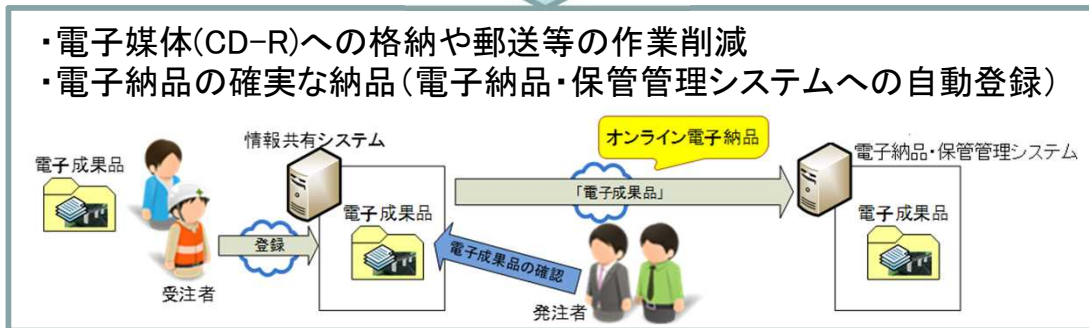 ・電子媒体(CD-R)への格納や郵送等の作業削減
・電子納品の確実な納品(電子納品・保管管理システムへの自動登録)
情報共有システム
オンライン電子納品
電子納品・保管管理システム
電子成果品
「電子成果品」
電子成果品
電子成果品
登録
電子成果品の確認
受注者
発注者